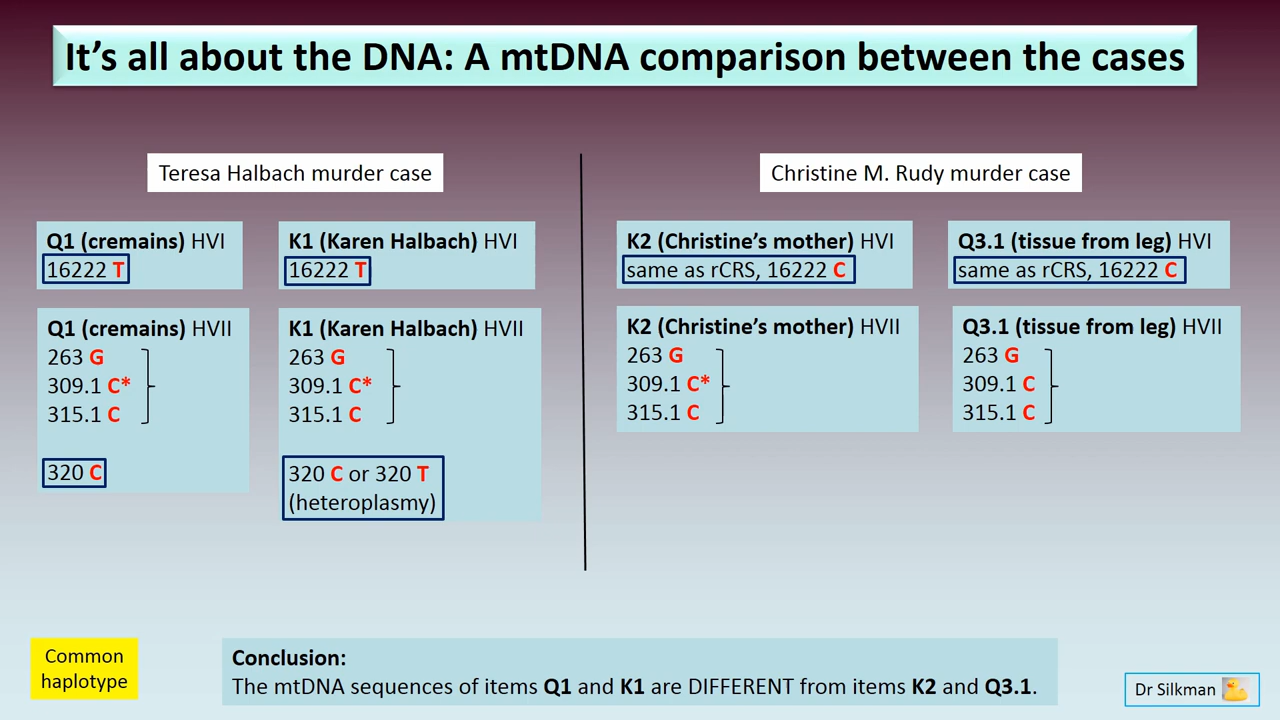 It's all about the DNA: A mtDNA comparison between the cases
Teresa Halbach murder case
Q1 (cremains) HVI
16222 T
K1 (Karen Halbach) HVI
16222 T
Q1 (cremains) HVII
263 G
309.1 C*
315.1 C
320 C
K1 (Karen Halbach) HVII
263 G
309.1 C*
315.1 C
320 C or 320 T
(heteroplasmy)
Christine M. Rudy murder case
K2 (Christine's mother) HVI
same as rCRS, 16222 C
Q3.1 (tissue from leg) HVI
same as rCRS, 16222 C
K2 (Christine's mother) HVII
263 G
309.1 C*
315.1 C
Q3.1 (tissue from leg) HVII
263 G
309.1 C
315.1 C
Common
haplotype
Conclusion:
The mtDNA sequences of items Q1 and K1 are DIFFERENT from items K2 and Q3.1.
Dr Silkman